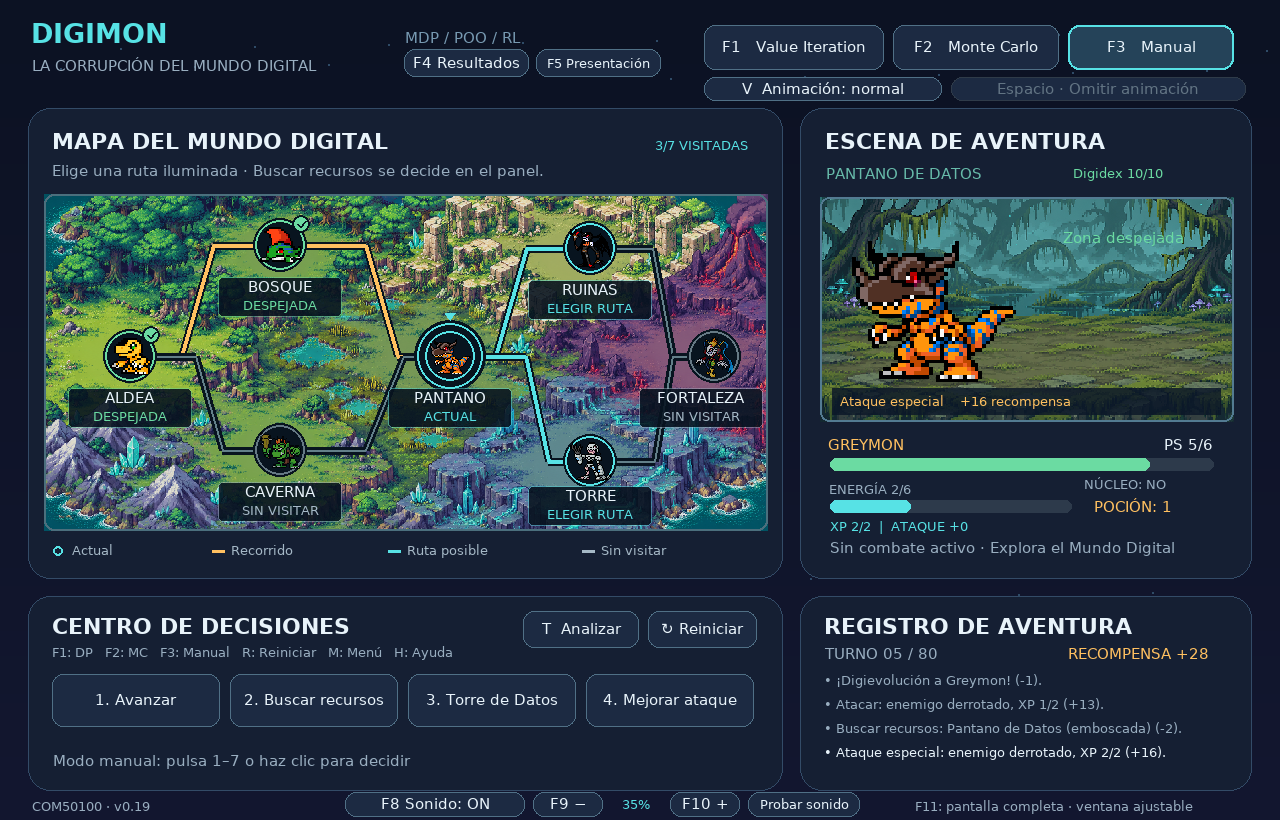 DIGIMON
LA CORRUPCIÓN DEL MUNDO DIGITAL
MDP / POO / RL
F4 Resultados
F5 Presentación
F1 Value Iteration
F2 Monte Carlo
F3 Manual
V Animación: normal
Espacio · Omitir animación
MAPA DEL MUNDO DIGITAL
3/7 VISITADAS
Elige una ruta iluminada · Buscar recursos se decide en el panel.
BOSQUE
DESPEJADA
RUINAS
ELEGIR RUTA
ALDEA
DESPEJADA
PANTANO
ACTUAL
FORTALEZA
SIN VISITAR
CAVERNA
SIN VISITAR
TORRE
ELEGIR RUTA
Actual
Recorrido
Ruta posible
Sin visitar
ESCENA DE AVENTURA
PANTANO DE DATOS
Digidex 10/10
Zona despejada
Ataque especial +16 recompensa
GREYMON
PS 5/6
ENERGÍA 2/6
NÚCLEO: NO
POCIÓN: 1
XP 2/2 | ATAQUE +0
Sin combate activo · Explora el Mundo Digital
CENTRO DE DECISIONES
T Analizar
↻ Reiniciar
F1: DP F2: MC F3: Manual R: Reiniciar M: Menú H: Ayuda
1. Avanzar
2. Buscar recursos
3. Torre de Datos
4. Mejorar ataque
Modo manual: pulsa 1–7 o haz clic para decidir
REGISTRO DE AVENTURA
TURNO 05 / 80
RECOMPENSA +28
• ¡Digievolución a Greymon! (-1).
• Atacar: enemigo derrotado, XP 1/2 (+13).
• Buscar recursos: Pantano de Datos (emboscada) (-2).
• Ataque especial: enemigo derrotado, XP 2/2 (+16).
COM50100 · v0.19
F8 Sonido: ON
F9 −
35%
F10 +
Probar sonido
F11: pantalla completa · ventana ajustable